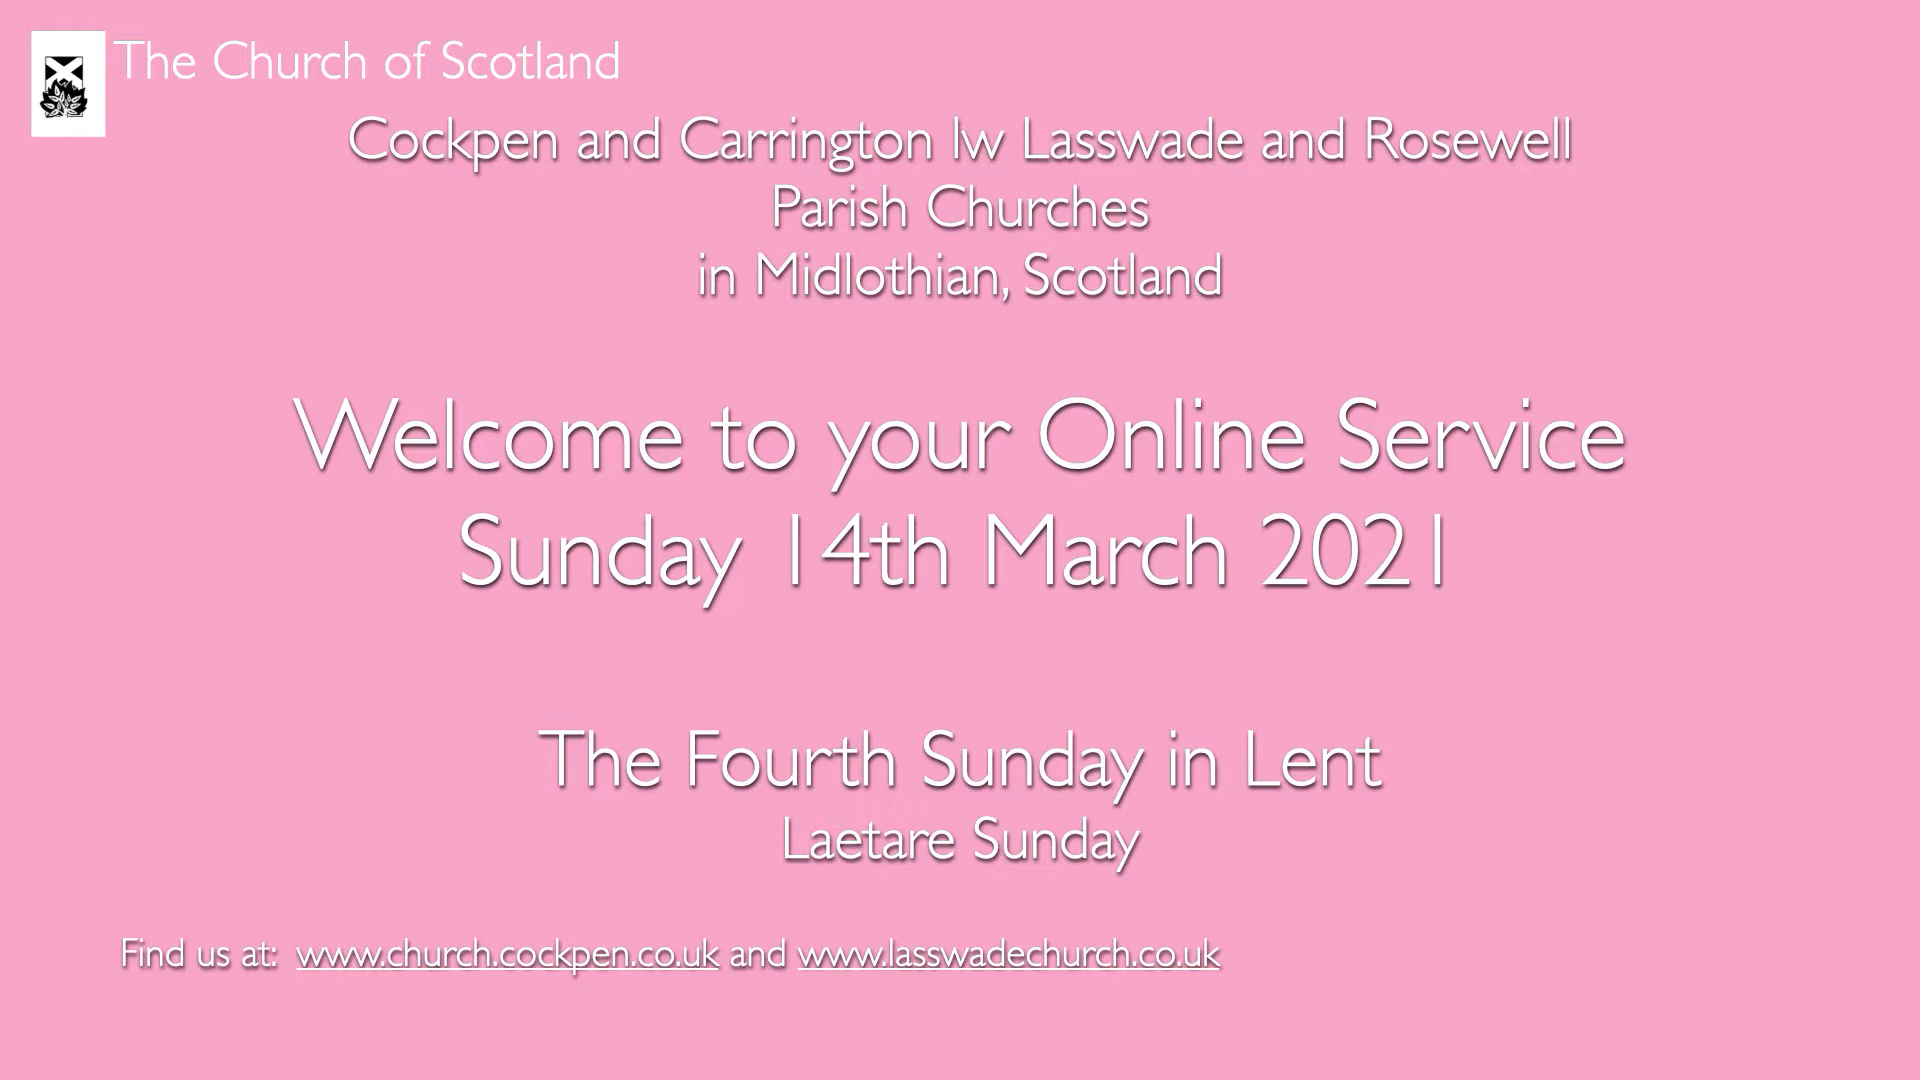 The Church of Scotland
Cockpen and Carrington lw Lasswade and Rosewell
Parish Churches
in Midlothian, Scotland
Welcome to your Online Service
Sunday 14th March 2021
The Fourth Sunday in Lent
Laetare Sunday
Find us at: www.church.cockpen.co.uk and www.lasswadechurch.co.uk